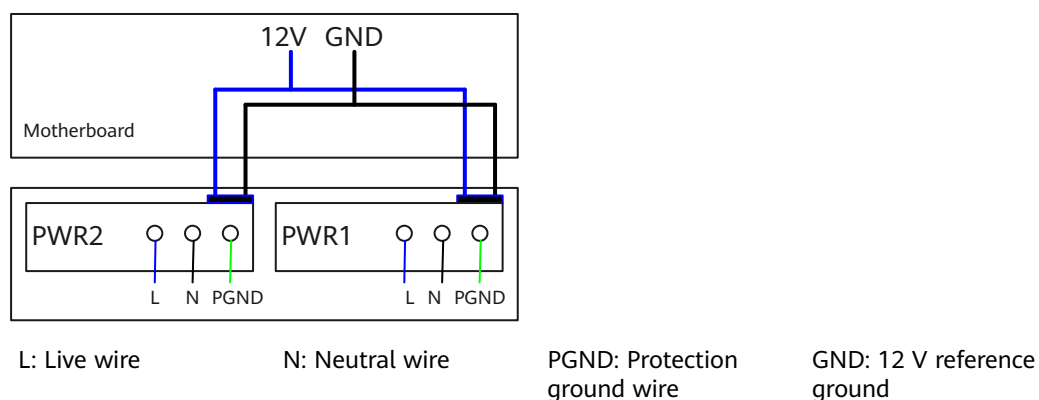 12V GND
Motherboard
PWR2
PWR1
L N PGND
L N PGND
L: Live wire
N: Neutral wire
PGND: Protection
ground wire
GND: 12 V reference
ground